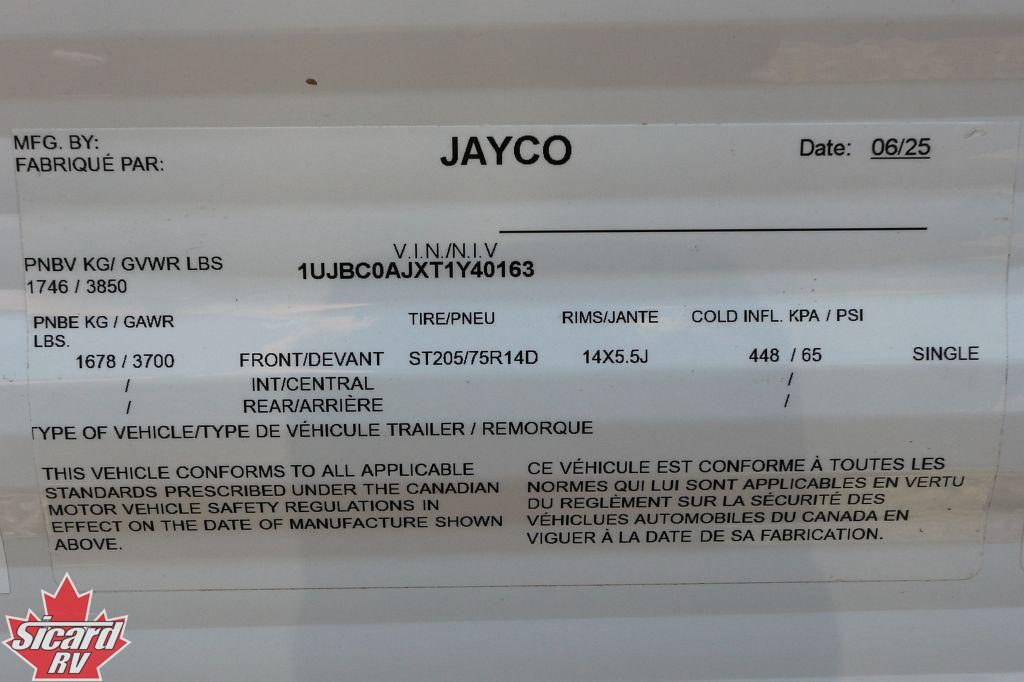 MFG. BY:
FABRIQUÉ PAR:
JAYCO
Date: 06/25
V.I.N./N.I.V
1UJBC0AJXT1Y40163
PNBV KG/ GVWR LBS
1746 / 3850
PNBE KG / GAWR
LBS.
TIRE/PNEU RIMS/JANTE COLD INFL. KPA / PSI
1678 / 3700 FRONT/DEVANT ST205/75R14D 14X5.5J 448 / 65 SINGLE
/ INT/CENTRAL /
/ REAR/ARRIÈRE /
TYPE OF VEHICLE/TYPE DE VÉHICULE TRAILER / REMORQUE
THIS VEHICLE CONFORMS TO ALL APPLICABLE
STANDARDS PRESCRIBED UNDER THE CANADIAN
MOTOR VEHICLE SAFETY REGULATIONS IN
EFFECT ON THE DATE OF MANUFACTURE SHOWN
ABOVE.
CE VÉHICULE EST CONFORME À TOUTES LES
NORMES QUI LUI SONT APPLICABLES EN VERTU
DU REGLÈMENT SUR LA SÉCURITÉ DES
VÉHICLUES AUTOMOBILES DU CANADA EN
VIGUER À LA DATE DE SA FABRICATION.
Sicard
RV